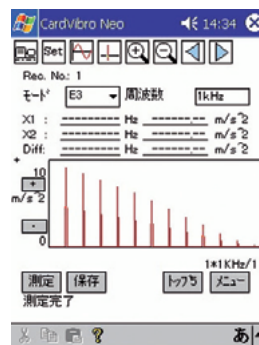 CardVibro Neo 14:34
Set
Rec. No.: 1
モード E3 周波数 1kHz
X1 : --------- Hz ------.-- m/s^2
X2 : --------- Hz ------.-- m/s^2
Diff: --------- Hz ------.-- m/s^2
10
+
m/s^2
-
0
1*1KHz/1
測定 保存 トップ5 メニュー
測定完了
あ